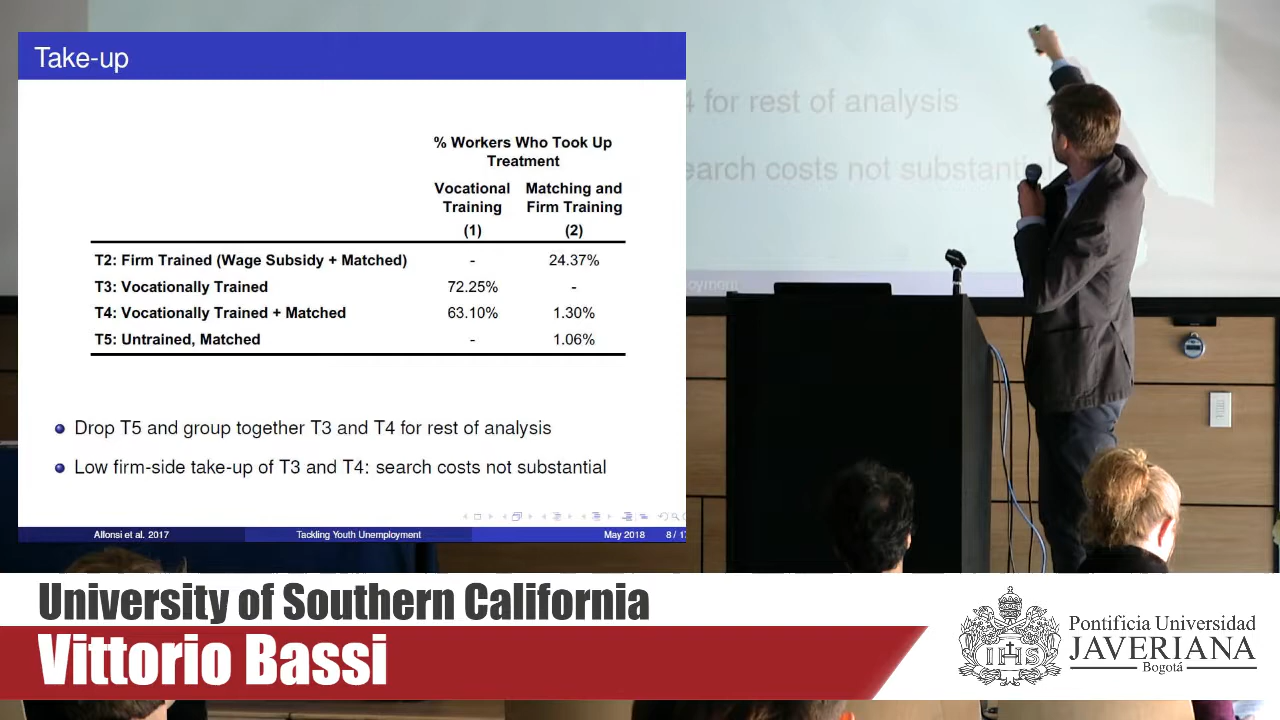 Take-up
% Workers Who Took Up
Treatment
Vocational Matching and
Training Firm Training
(1) (2)
T2: Firm Trained (Wage Subsidy + Matched) - 24.37%
T3: Vocationally Trained 72.25% -
T4: Vocationally Trained + Matched 63.10% 1.30%
T5: Untrained, Matched - 1.06%
Drop T5 and group together T3 and T4 for rest of analysis
Low firm-side take-up of T3 and T4: search costs not substantial
Alfonsi et al. 2017 Tackling Youth Unemployment May 2018 8 / 17
4 for rest of analysis
earch costs not substantial
University of Southern California
Vittorio Bassi
Pontificia Universidad
JAVERIANA
Bogotá
IHS